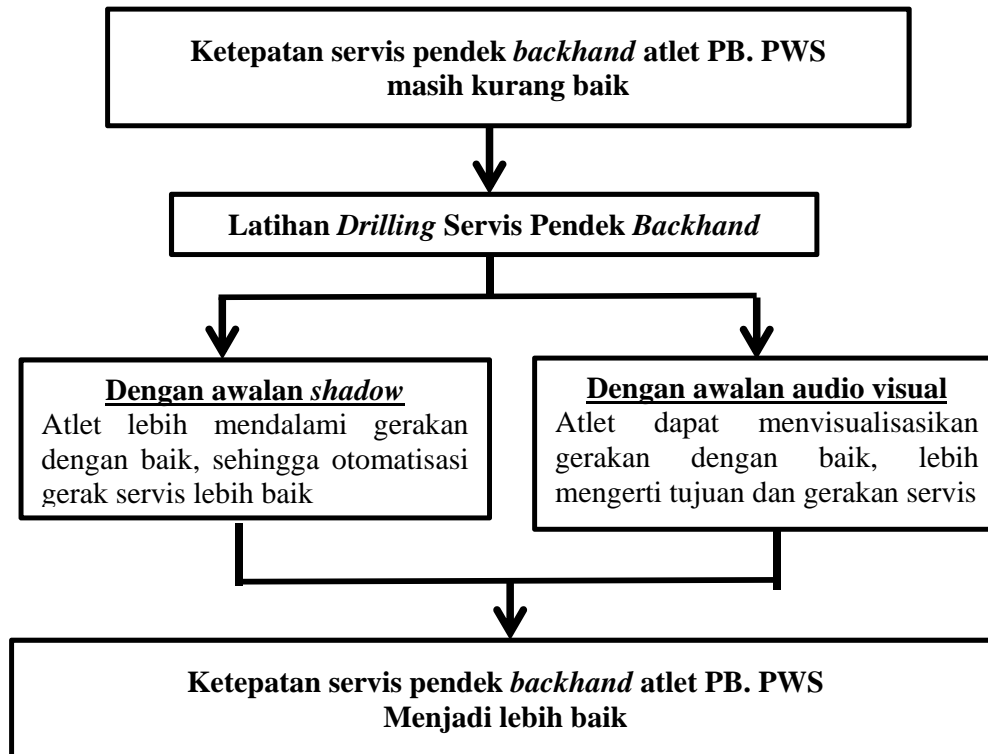 Ketepatan servis pendek backhand atlet PB. PWS
masih kurang baik
Latihan Drilling Servis Pendek Backhand
Dengan awalan shadow
Atlet lebih mendalami gerakan
dengan baik, sehingga otomatisasi
gerak servis lebih baik
Dengan awalan audio visual
Atlet dapat menvisualisasikan
gerakan dengan baik, lebih
mengerti tujuan dan gerakan servis
Ketepatan servis pendek backhand atlet PB. PWS
Menjadi lebih baik